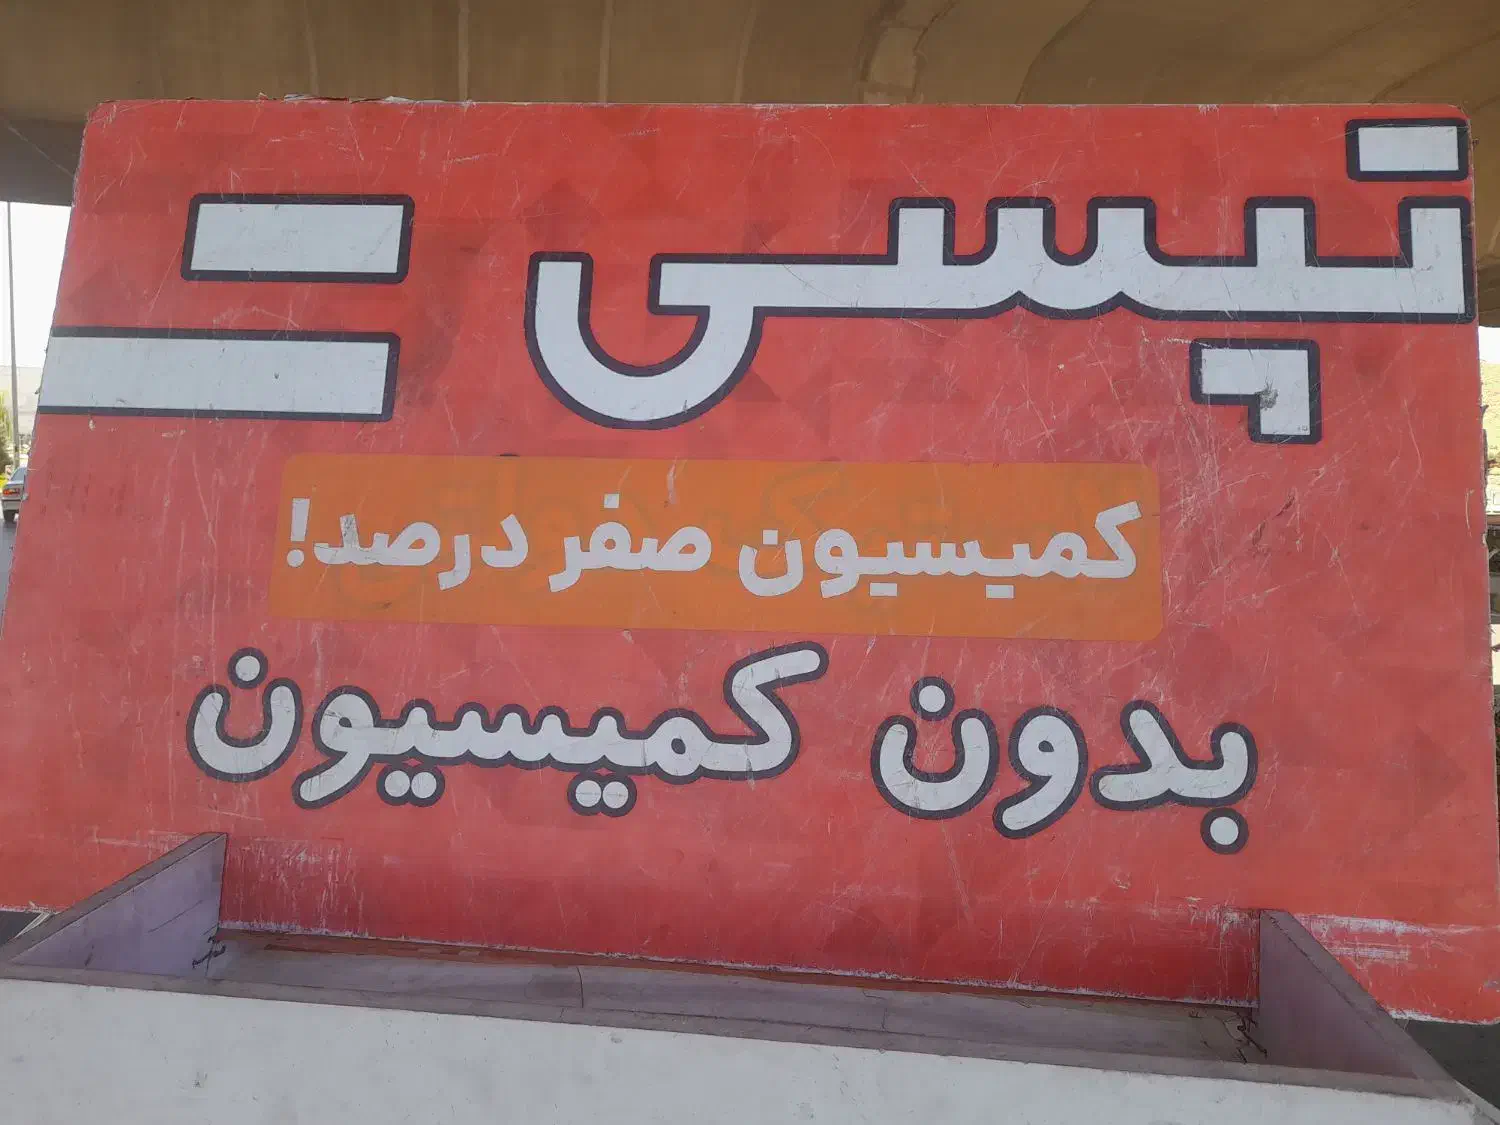 تپسی =
کمیسیون صفر درصد!
بدون کمیسیون